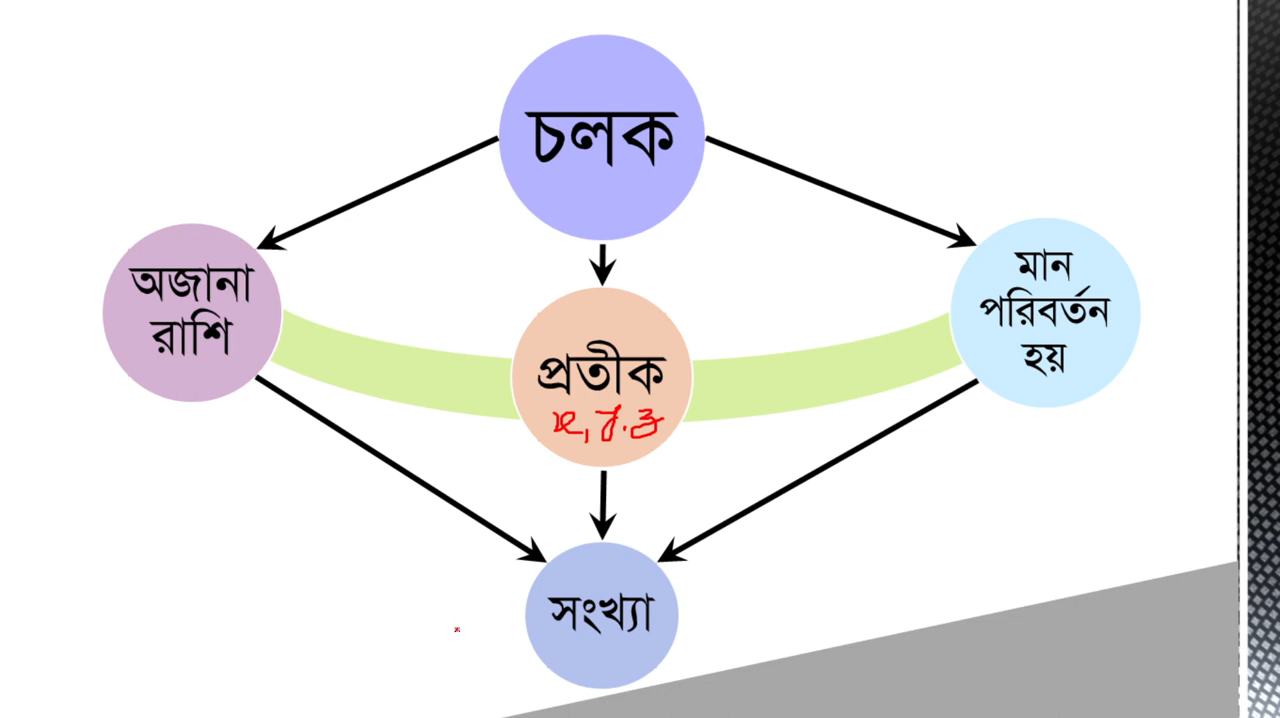 চলক
অজানা
রাশি
প্রতীক
x, y. z
মান
পরিবর্তন
হয়
সংখ্যা